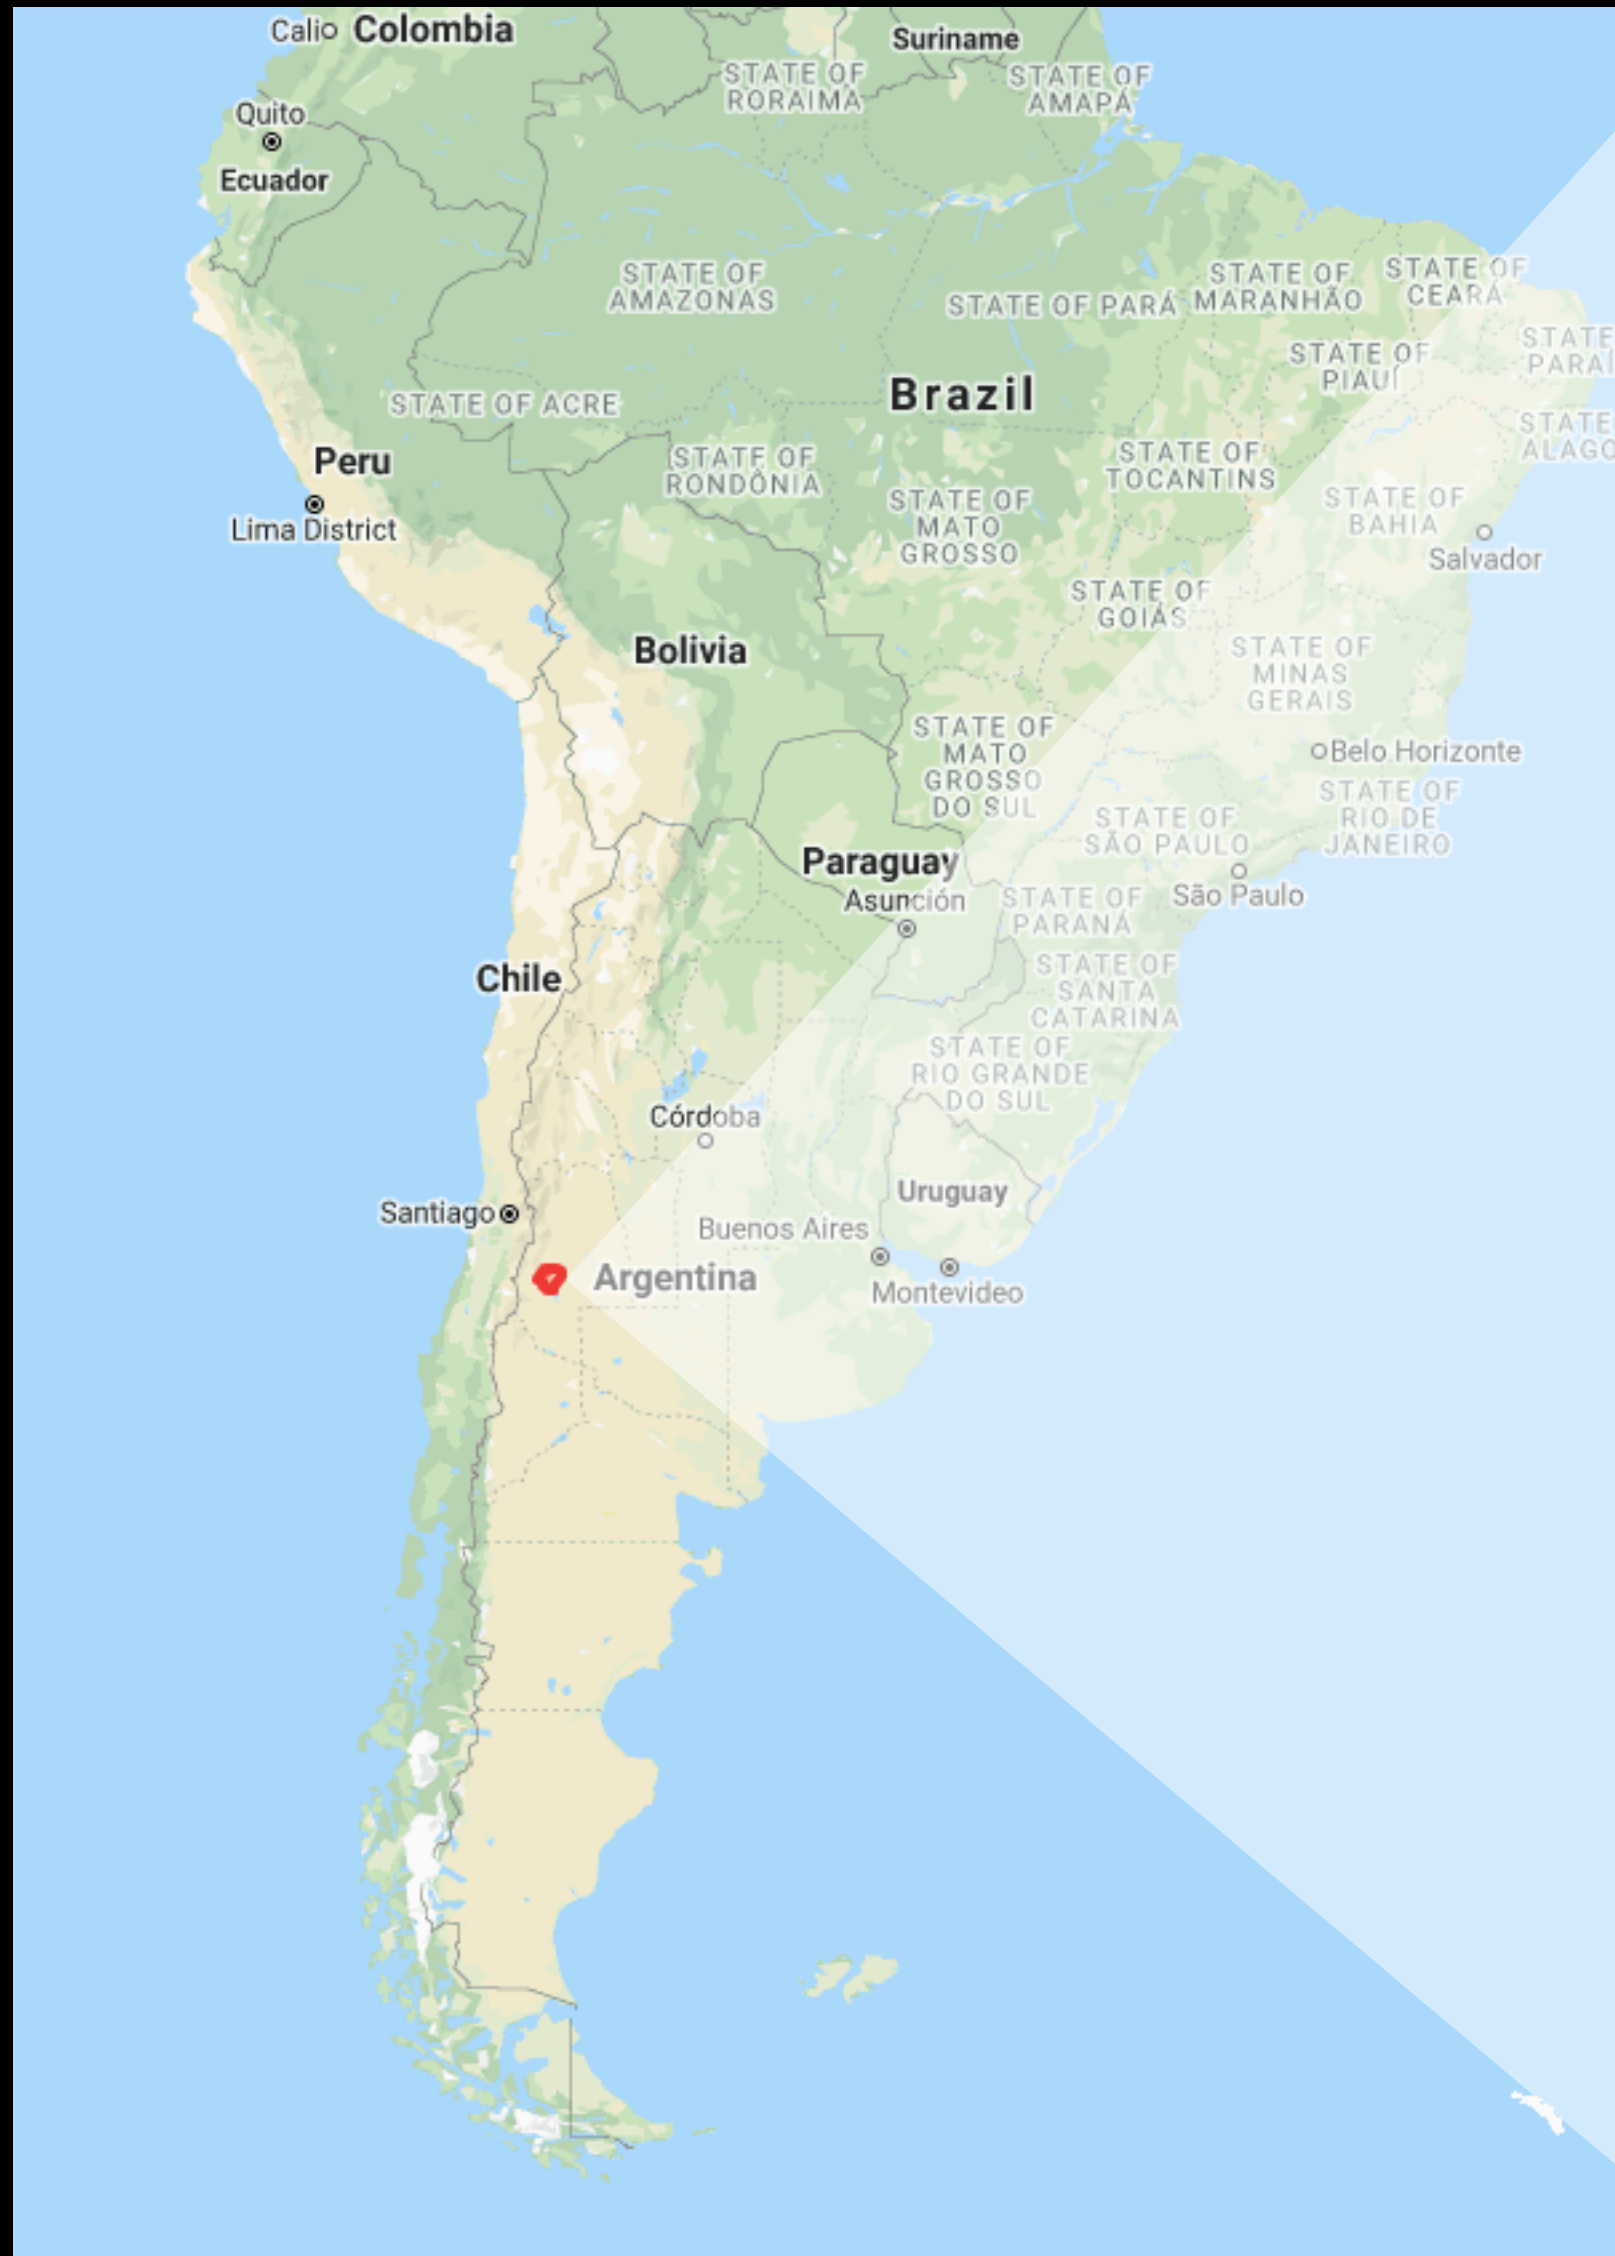 Cali
Colombia
Suriname
STATE OF
RORAIMA
STATE OF
AMAPÁ
Quito
Ecuador
STATE OF
AMAZONAS
STATE OF PARÁ
STATE OF
MARANHÃO
STATE OF
CEARÁ
STATE
PARAÍ
STATE OF
PIAUÍ
Brazil
STATE OF ACRE
STATE
ALAGO
Peru
STATE OF
RONDÔNIA
STATE OF
TOCANTINS
Lima District
STATE OF
MATO
GROSSO
STATE OF
BAHIA
Salvador
STATE OF
GOIÁS
Bolivia
STATE OF
MINAS
GERAIS
STATE OF
MATO
GROSSO
DO SUL
Belo Horizonte
STATE OF
RIO DE
JANEIRO
STATE OF
SÃO PAULO
Paraguay
Asunción
STATE OF
PARANÁ
São Paulo
Chile
STATE OF
SANTA
CATARINA
STATE OF
RIO GRANDE
DO SUL
Córdoba
Uruguay
Santiago
Buenos Aires
Argentina
Montevideo